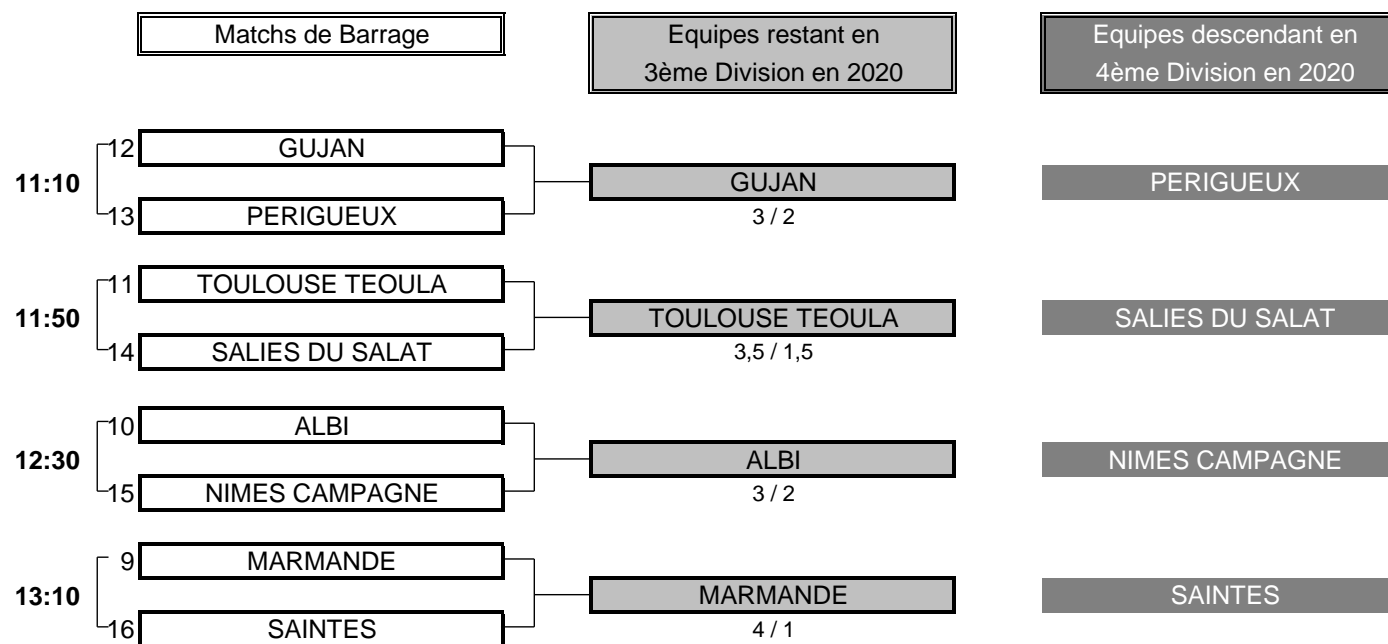 Matchs de Barrage
Equipes restant en
3ème Division en 2020
Equipes descendant en
4ème Division en 2020
12 GUJAN
11:10 GUJAN PERIGUEUX
13 PERIGUEUX 3 / 2
11 TOULOUSE TEOULA
11:50 TOULOUSE TEOULA SALIES DU SALAT
14 SALIES DU SALAT 3,5 / 1,5
10 ALBI
12:30 ALBI NIMES CAMPAGNE
15 NIMES CAMPAGNE 3 / 2
9 MARMANDE
13:10 MARMANDE SAINTES
16 SAINTES 4 / 1